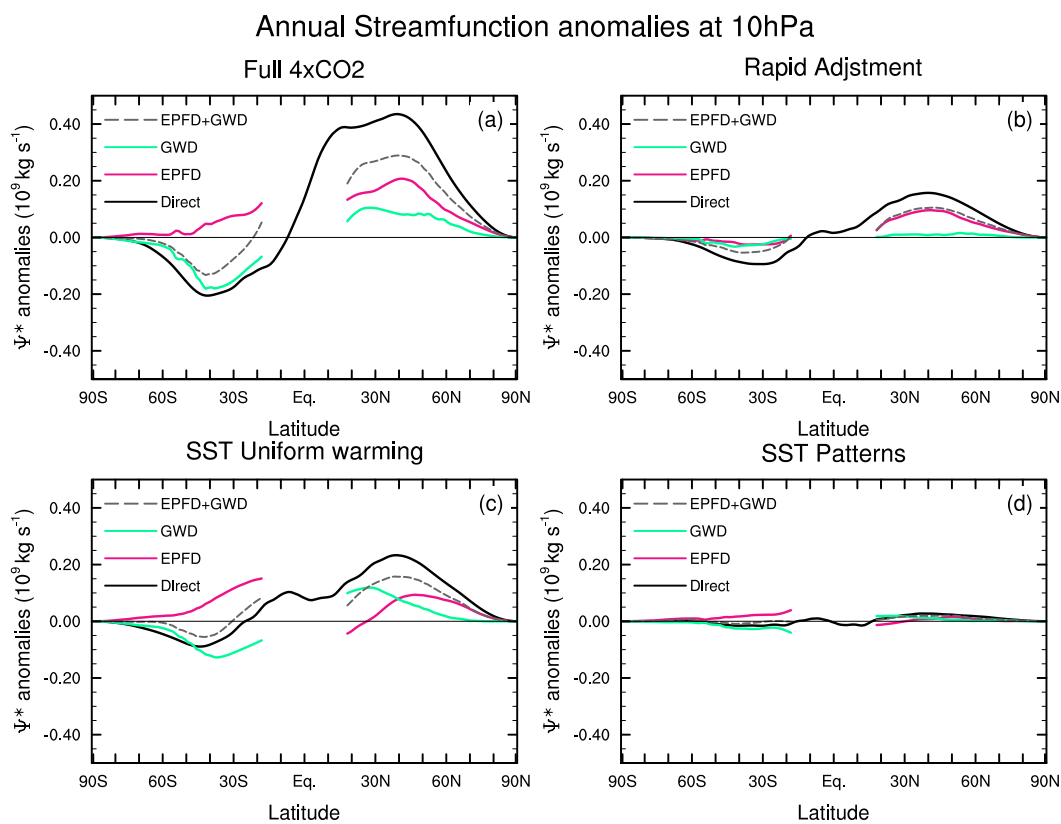 Annual Streamfunction anomalies at 10hPa
Full 4xCO2
(a)
EPFD+GWD
GWD
EPFD
Direct
0.40
0.20
0.00
-0.20
-0.40
Ψ* anomalies (10⁹ kg s⁻¹)
90S 60S 30S Eq. 30N 60N 90N
Latitude
Rapid Adjstment
(b)
EPFD+GWD
GWD
EPFD
Direct
0.40
0.20
0.00
-0.20
-0.40
Ψ* anomalies (10⁹ kg s⁻¹)
90S 60S 30S Eq. 30N 60N 90N
Latitude
SST Uniform warming
(c)
EPFD+GWD
GWD
EPFD
DIrect
0.40
0.20
0.00
-0.20
-0.40
Ψ* anomalies (10⁹ kg s⁻¹)
90S 60S 30S Eq. 30N 60N 90N
Latitude
SST Patterns
(d)
EPFD+GWD
GWD
EPFD
Direct
0.40
0.20
0.00
-0.20
-0.40
Ψ* anomalies (10⁹ kg s⁻¹)
90S 60S 30S Eq. 30N 60N 90N
Latitude